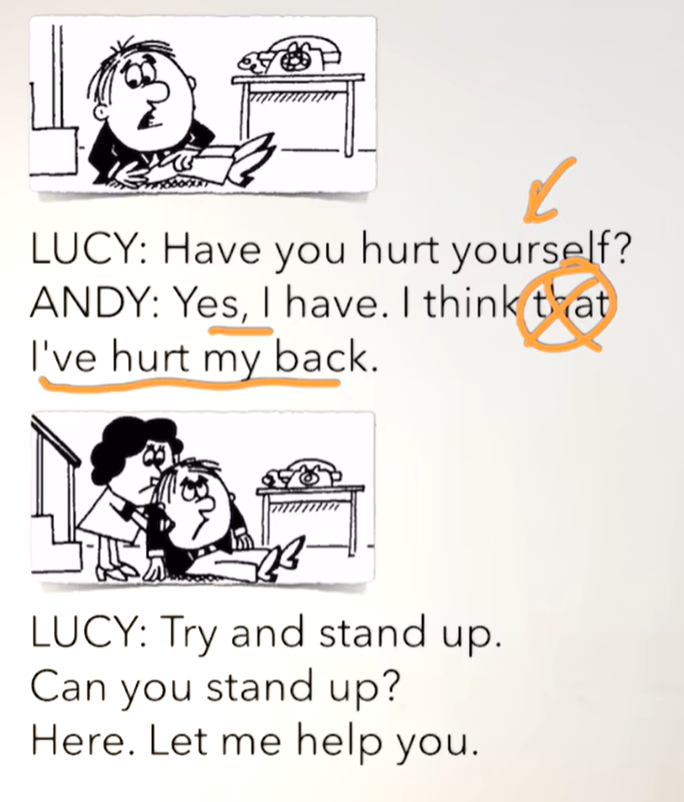 LUCY: Have you hurt yourself?
ANDY: Yes, I have. I think that
I've hurt my back.
LUCY: Try and stand up.
Can you stand up?
Here. Let me help you.